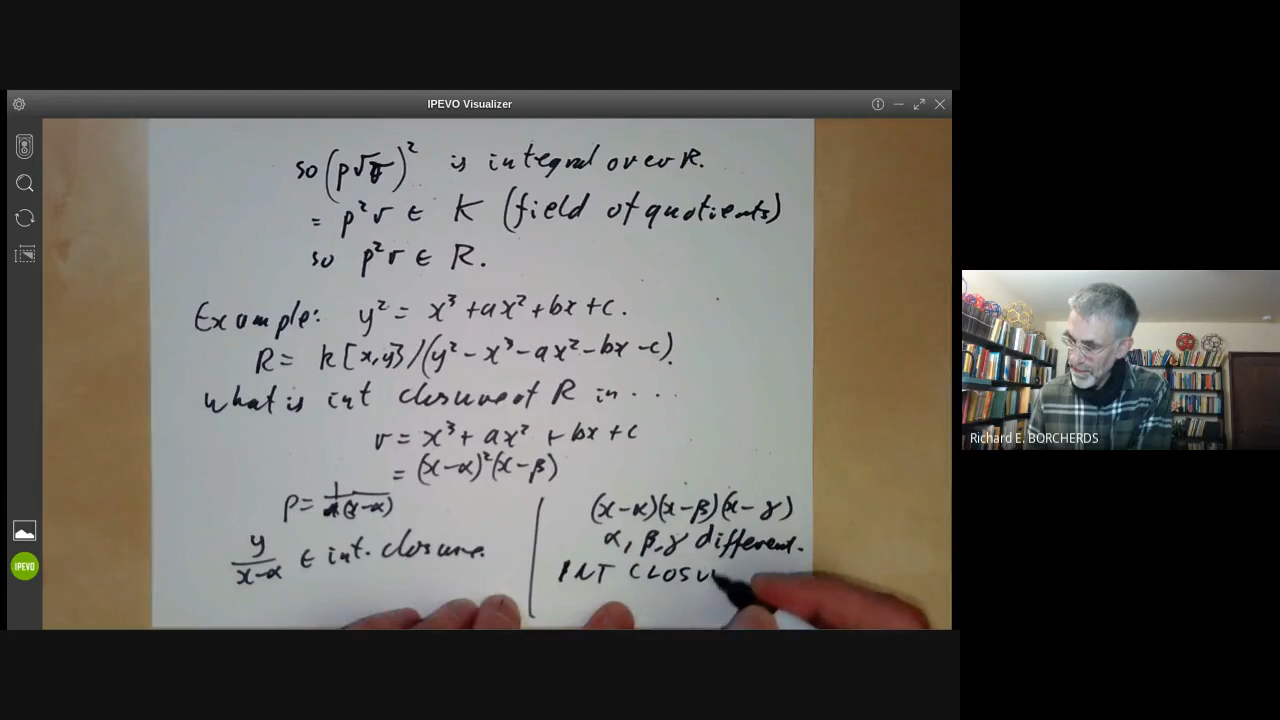 IPEVO Visualizer
so (p√r)² is integral over R.
= p²r ∈ K (field of quotients)
so p²r ∈ R.
Example: y² = x³ + ax² + bx + c.
R = k[x,y]/(y² - x³ - ax² - bx - c).
what is int closure of R in . . .
r = x³ + ax² + bx + c
= (x-α)²(x-β)
p = 1/(x-α)
y/(x-α) ∈ int. closure.
(x-α)(x-β)(x-γ)
α, β, γ different.
INT CLOSU
Richard E. BORCHERDS
IPEVO